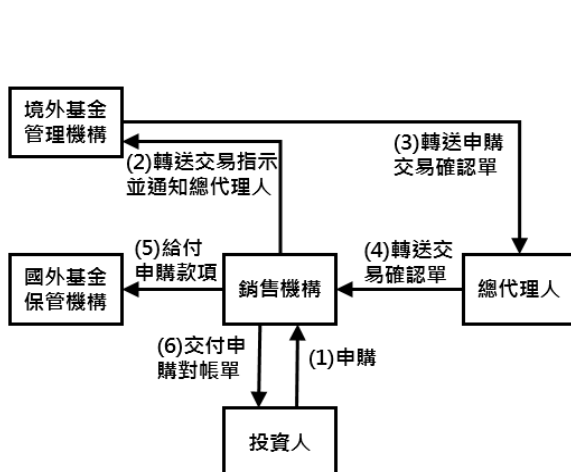 境外基金
管理機構
(3)轉送申購
交易確認單
(2)轉送交易指示
並通知總代理人
國外基金
保管機構
(5)給付
申購款項
銷售機構
(4)轉送交
易確認單
總代理人
(6)交付申
購對帳單
(1)申購
投資人